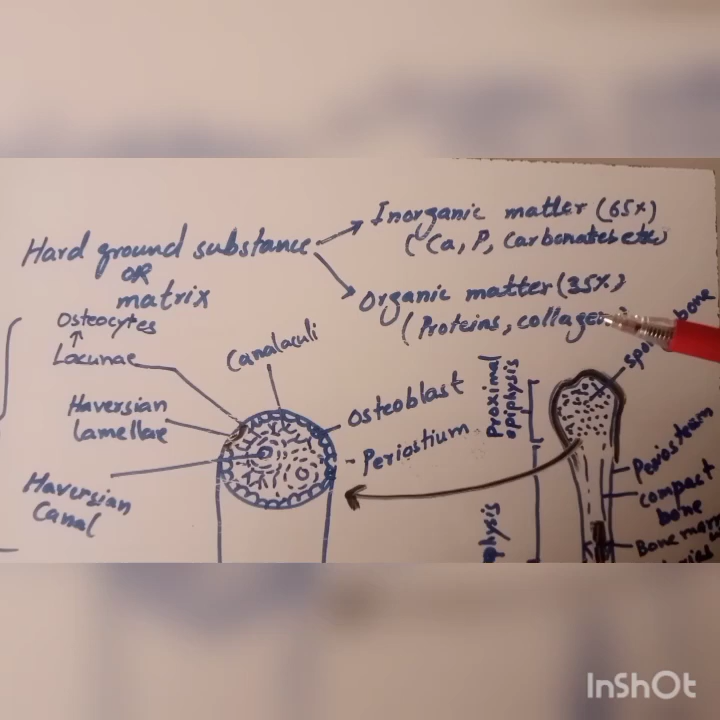 Hard ground substance
OR
matrix
Inorganic matter (65%)
(Ca, P, Carbonates etc)
Organic matter (35%)
(Proteins, collagen
Osteocytes
Lacunae
Haversian
lamellae
Haversian
Canal
Canalaculi
Osteoblast
Periostium
Proximal
epiphysis
bone
Periosteum
compact
bone
Bone
InShOt